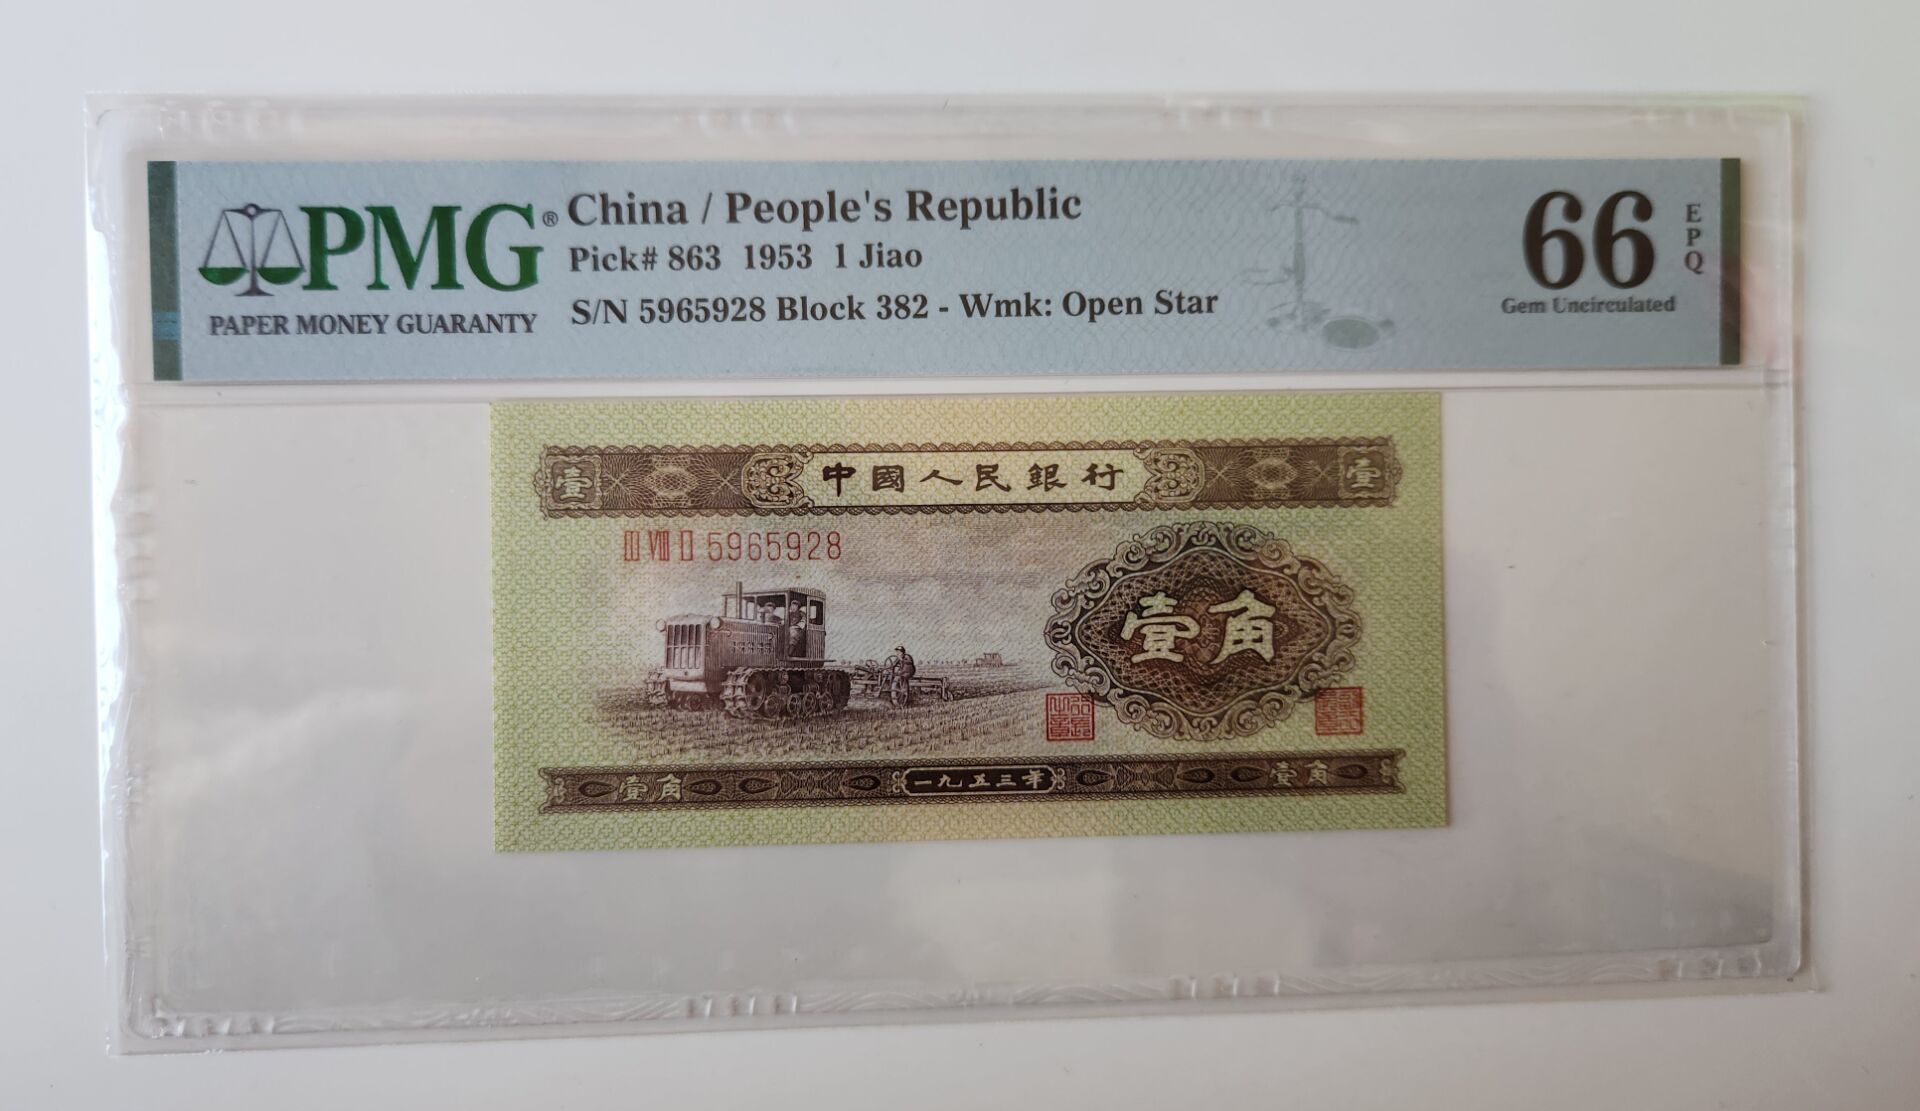 PMG®
PAPER MONEY GUARANTY
China / People's Republic
Pick# 863 1953 1 Jiao
S/N 5965928 Block 382 - Wmk: Open Star
66 EPQ
Gem Uncirculated
壹 中國人民銀行 壹
III VIII II 5965928
壹角
壹角 一九五三年 壹角